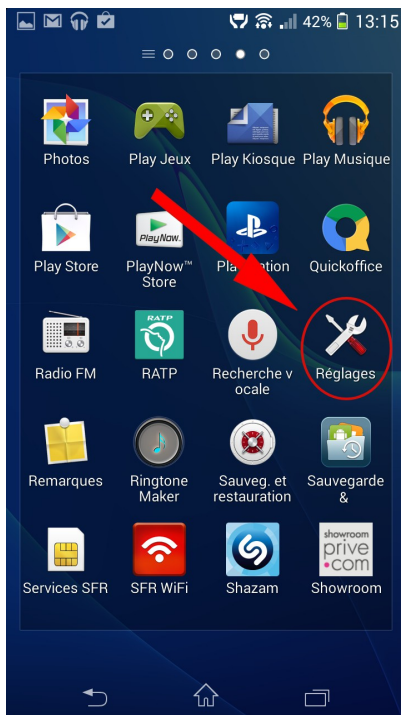 42% 13:15
Photos
Play Jeux
Play Kiosque
Play Musique
PlayNow.
Play Store
PlayNow™
Store
Quickoffice
RATP
Radio FM
RATP
Recherche v
ocale
Réglages
Remarques
Ringtone
Maker
Sauveg. et
restauration
Sauvegarde
&
showroom
prive
•com
Services SFR
SFR WiFi
Shazam
Showroom